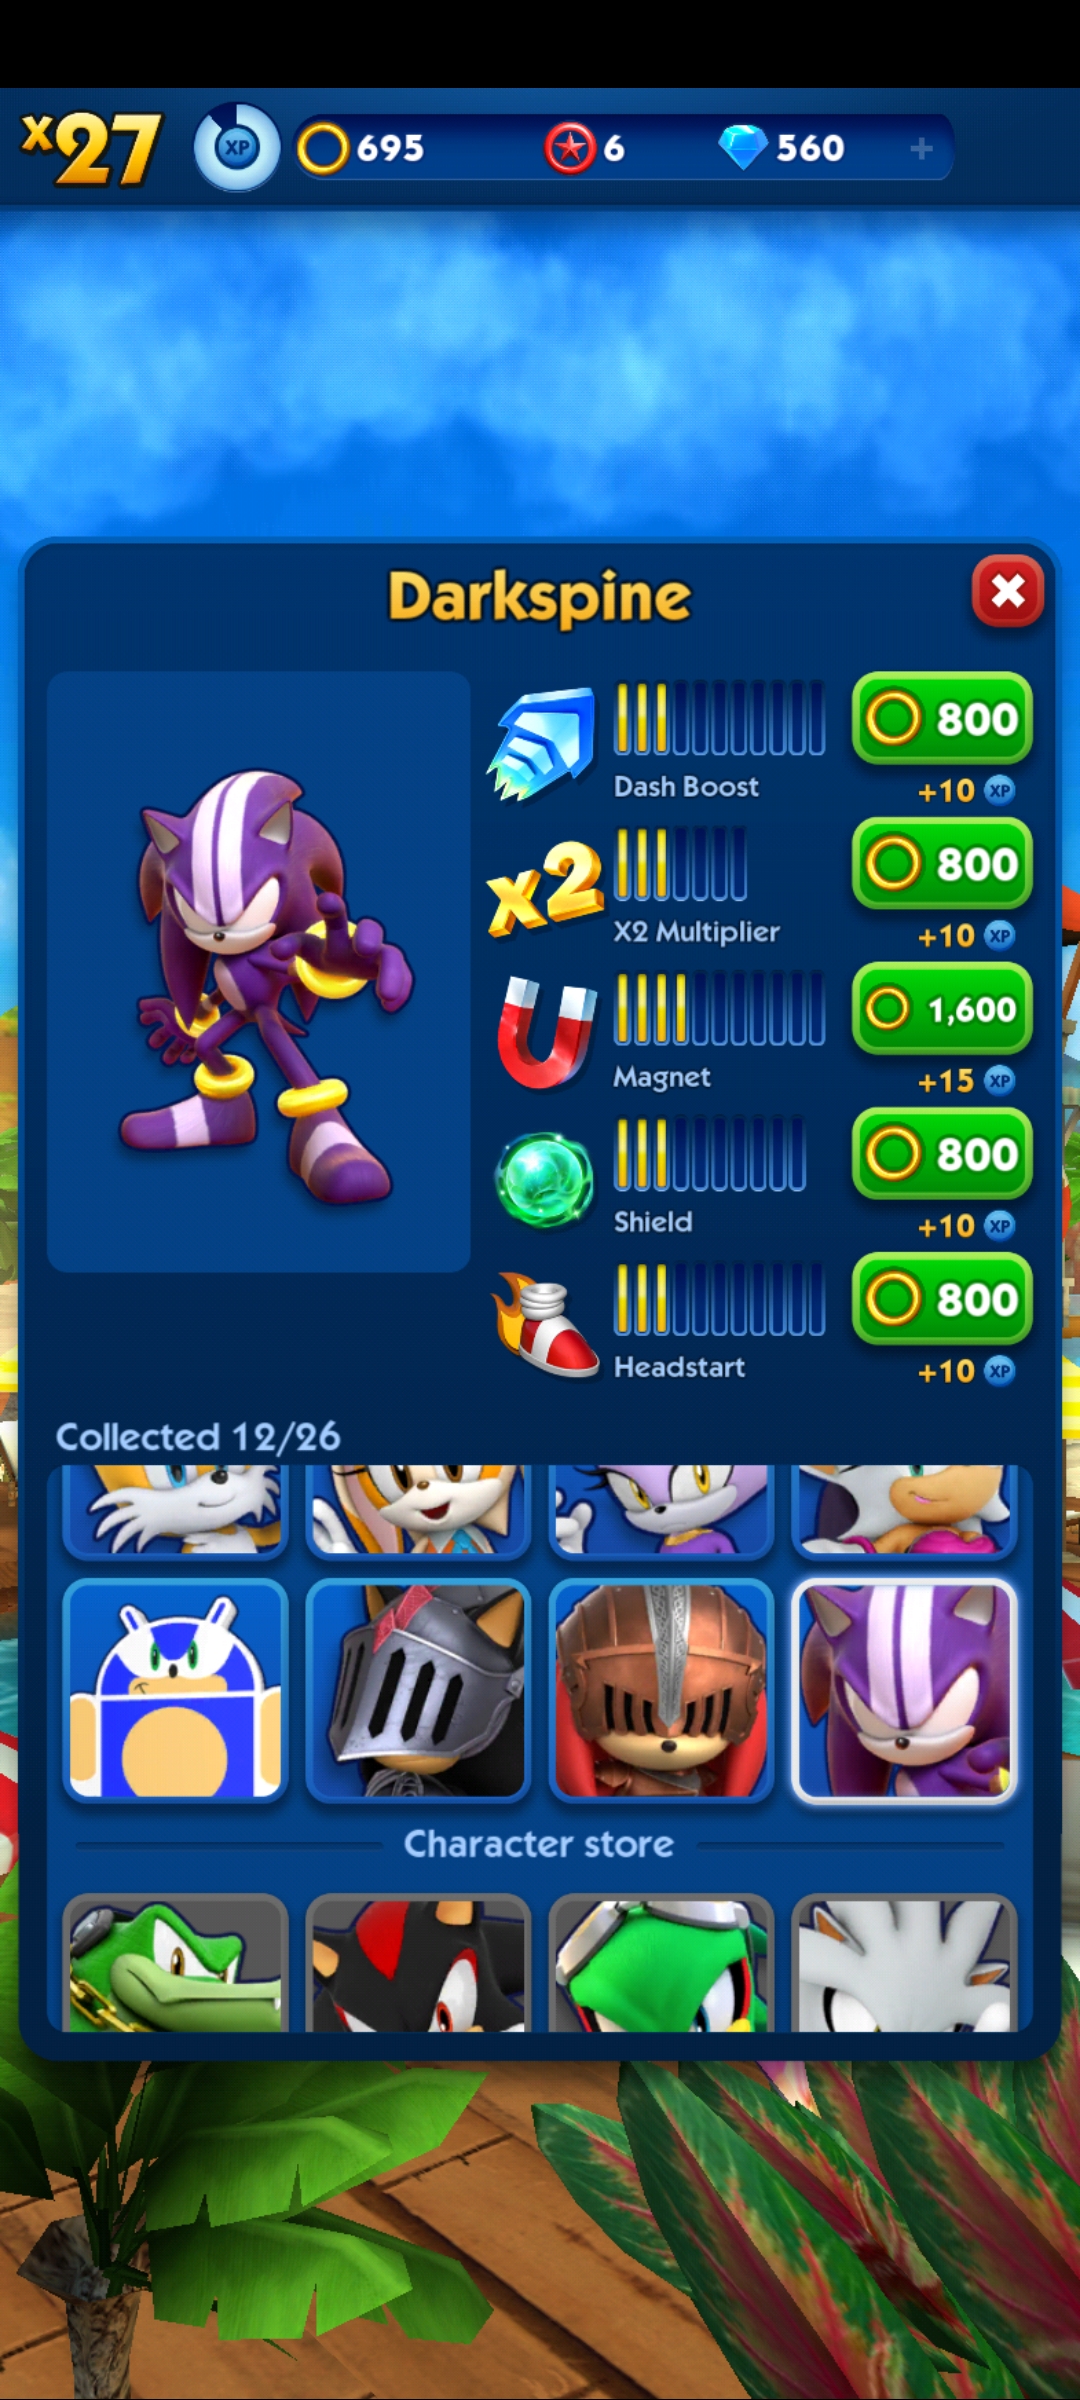 x27
XP
695
6
560
+
Darkspine
800
Dash Boost
+10 XP
x2
800
X2 Multiplier
+10 XP
1,600
Magnet
+15 XP
800
Shield
+10 XP
800
Headstart
+10 XP
Collected 12/26
Character store